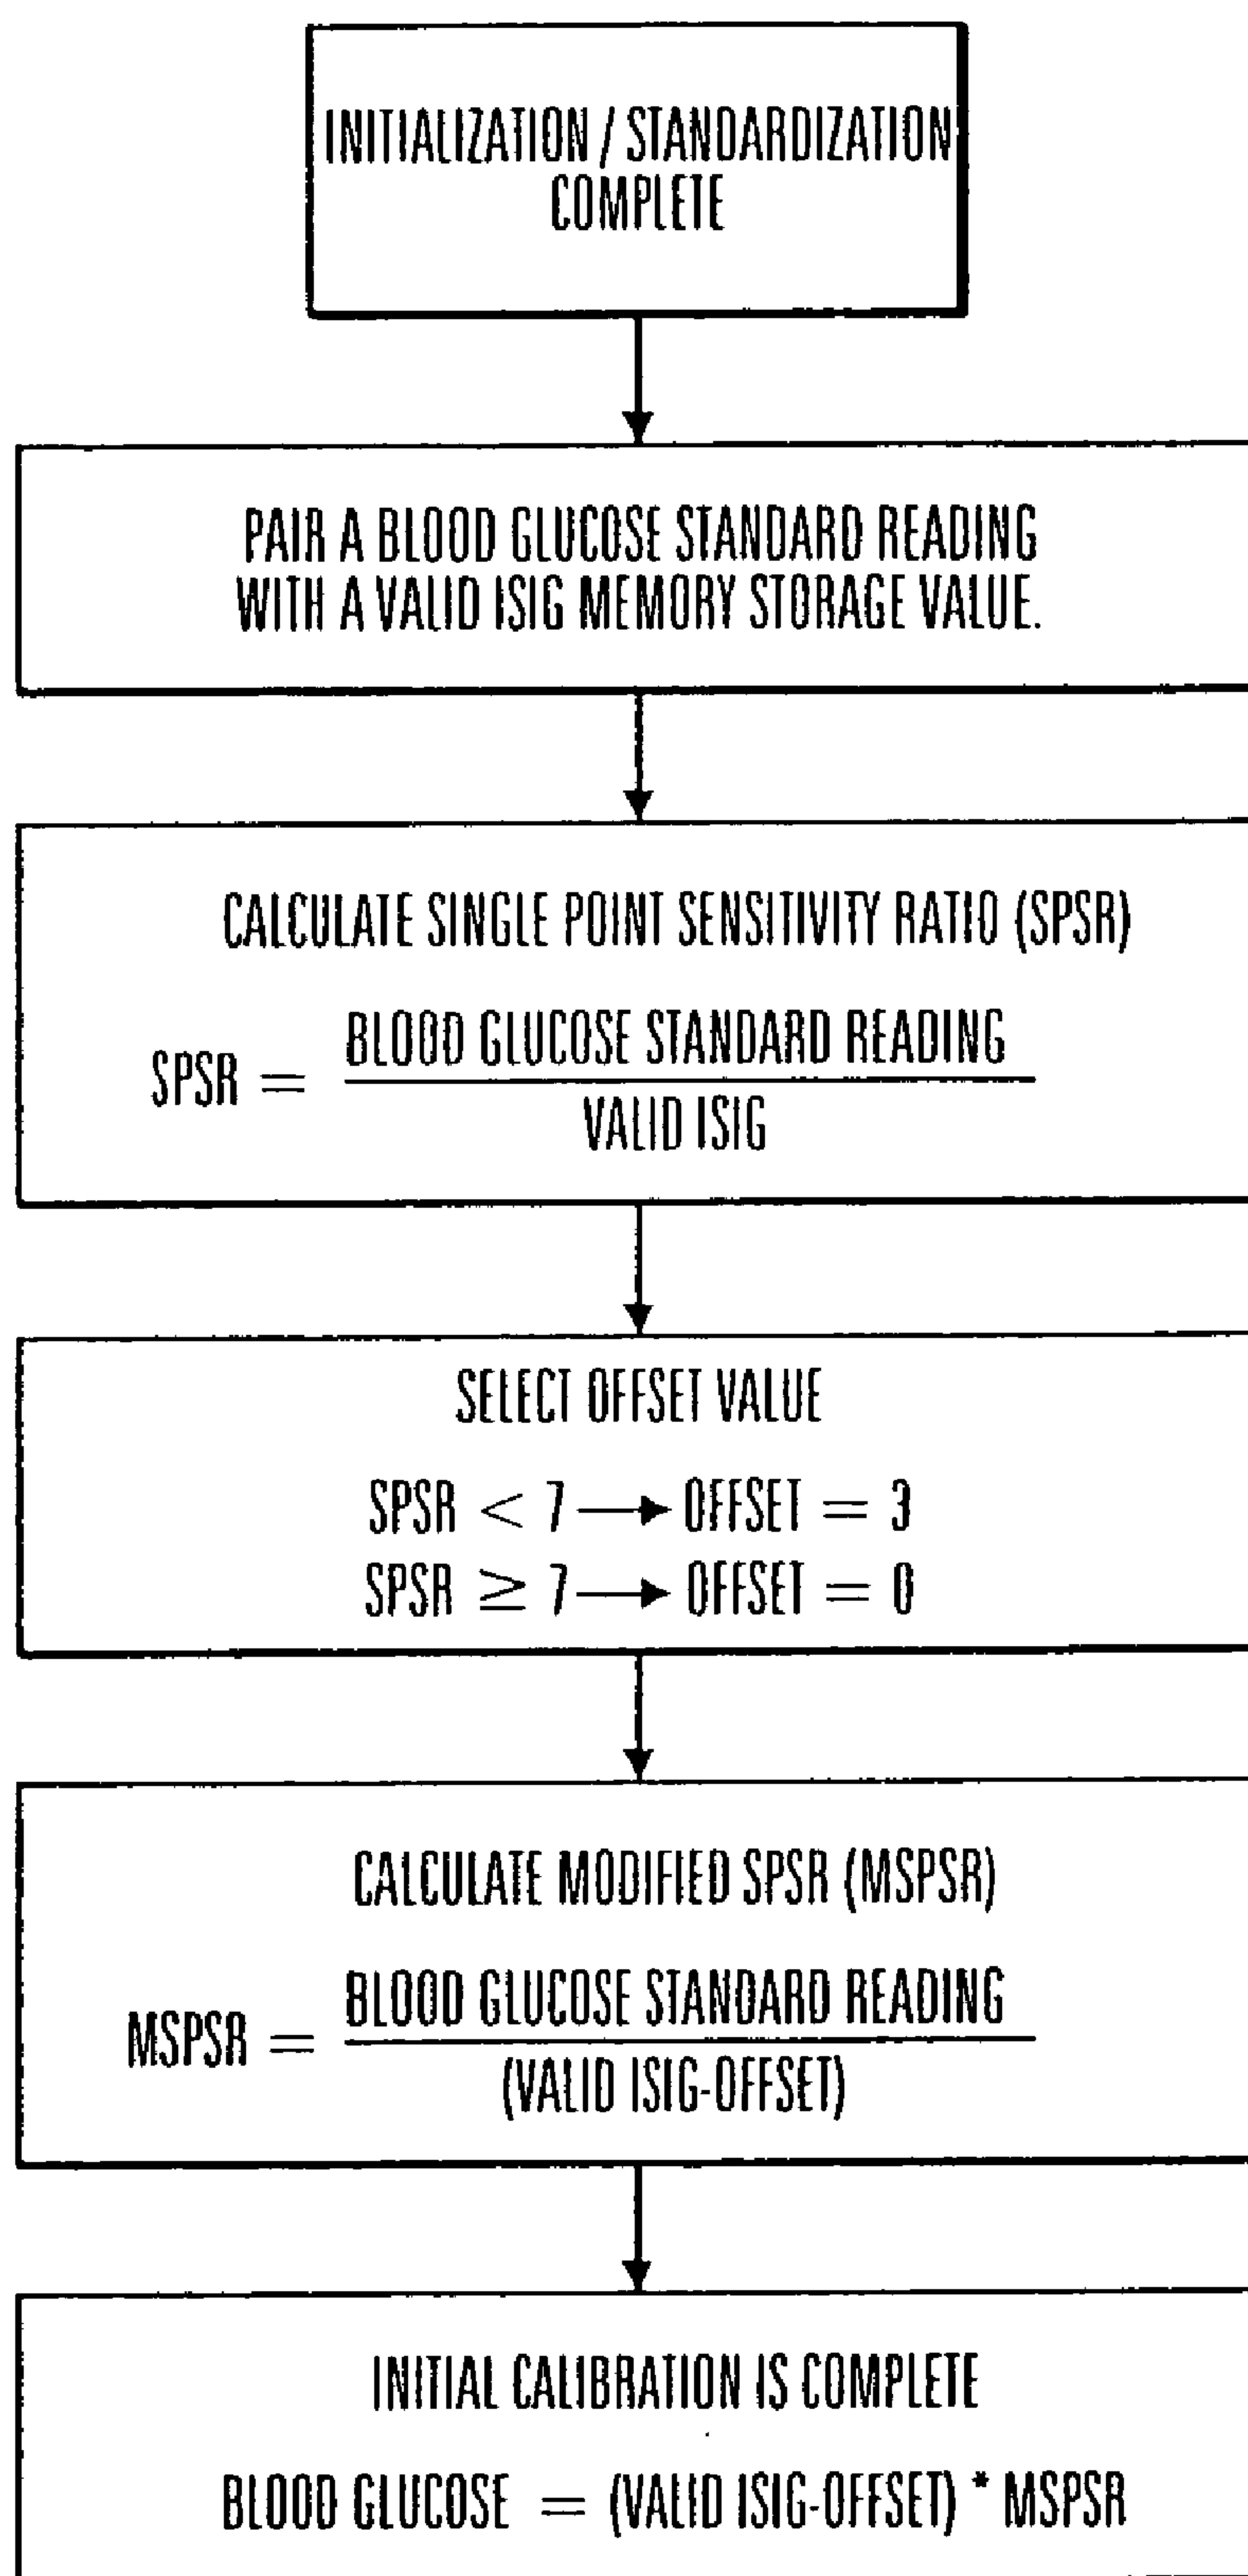 INITIALIZATION / STANDARDIZATION
COMPLETE
PAIR A BLOOD GLUCOSE STANDARD READING
WITH A VALID ISIG MEMORY STORAGE VALUE.
CALCULATE SINGLE POINT SENSITIVITY RATIO (SPSR)
SPSR = BLOOD GLUCOSE STANDARD READING
VALID ISIG
SELECT OFFSET VALUE
SPSR < 7 → OFFSET = 3
SPSR ≥ 7 → OFFSET = 0
CALCULATE MODIFIED SPSR (MSPSR)
MSPSR = BLOOD GLUCOSE STANDARD READING
(VALID ISIG-OFFSET)
INITIAL CALIBRATION IS COMPLETE
BLOOD GLUCOSE = (VALID ISIG-OFFSET) * MSPSR